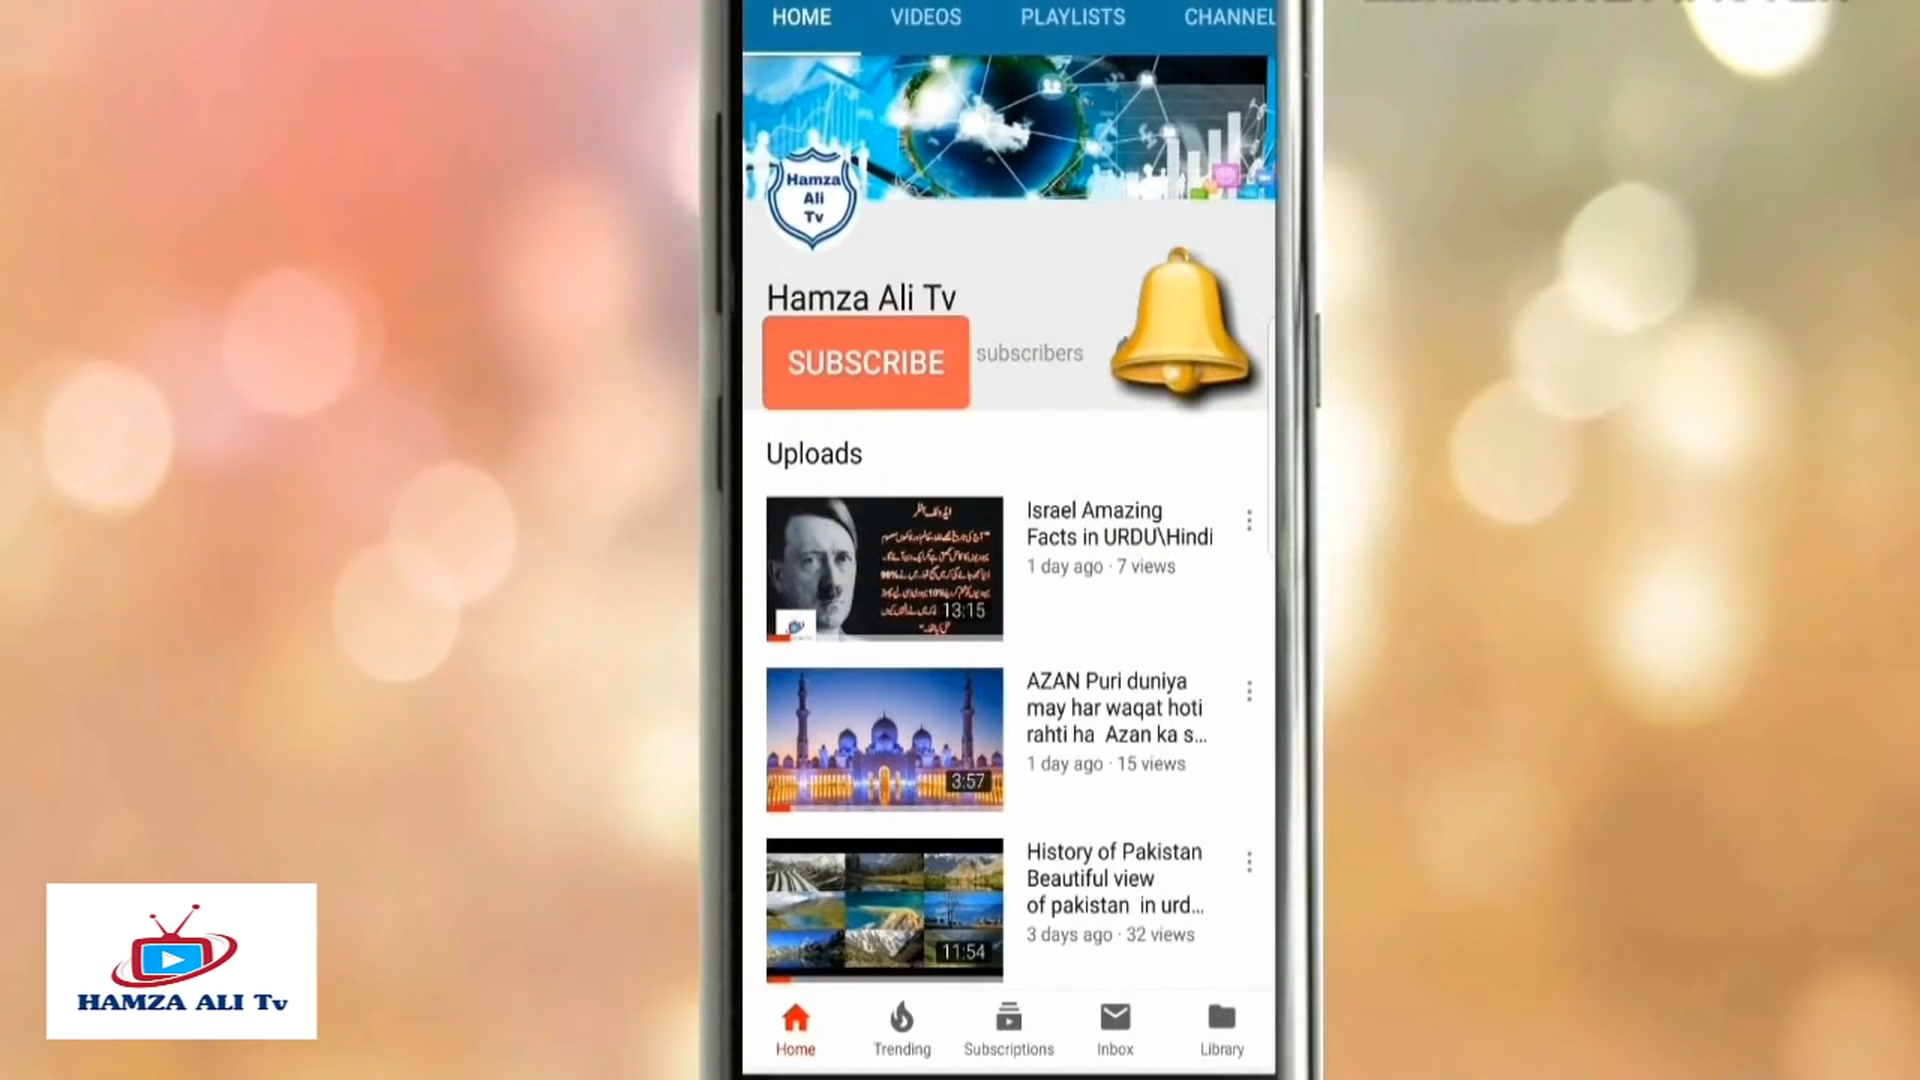 HOME VIDEOS PLAYLISTS CHANNEL
Hamza
Ali
Tv
Hamza Ali Tv
SUBSCRIBE subscribers
Uploads
Israel Amazing
Facts in URDU\Hindi
1 day ago · 7 views
13:15
AZAN Puri duniya
may har waqat hoti
rahti ha Azan ka s...
1 day ago · 15 views
3:57
History of Pakistan
Beautiful view
of pakistan in urd...
3 days ago · 32 views
11:54
Home Trending Subscriptions Inbox Library
HAMZA ALI Tv